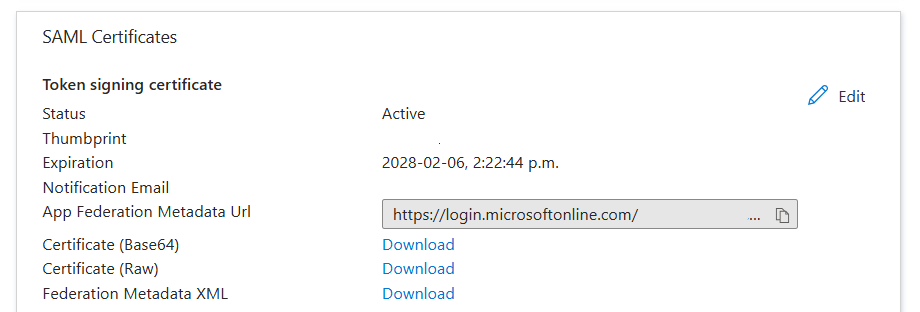 SAML Certificates
Token signing certificate
Edit
Status Active
Thumbprint
Expiration 2028-02-06, 2:22:44 p.m.
Notification Email
App Federation Metadata Url https://login.microsoftonline.com/ ...
Certificate (Base64) Download
Certificate (Raw) Download
Federation Metadata XML Download